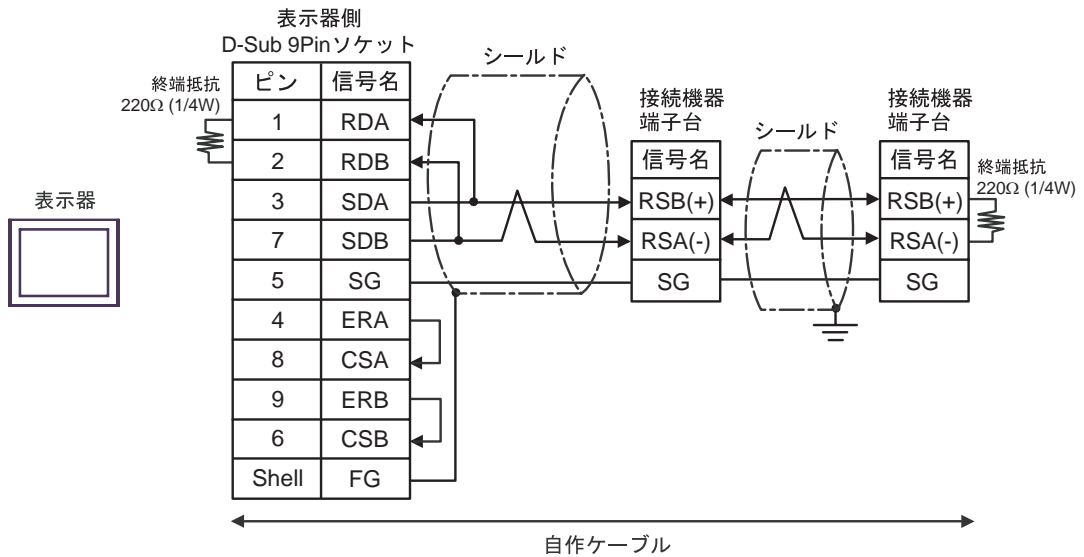 表示器側
D-Sub 9Pinソケット
シールド
終端抵抗
220Ω (1/4W)
ピン 信号名
1 RDA
2 RDB
3 SDA
7 SDB
5 SG
4 ERA
8 CSA
9 ERB
6 CSB
Shell FG
表示器
接続機器
端子台
信号名
RSB(+)
RSA(-)
SG
シールド
接続機器
端子台
信号名
RSB(+)
RSA(-)
SG
終端抵抗
220Ω (1/4W)
自作ケーブル